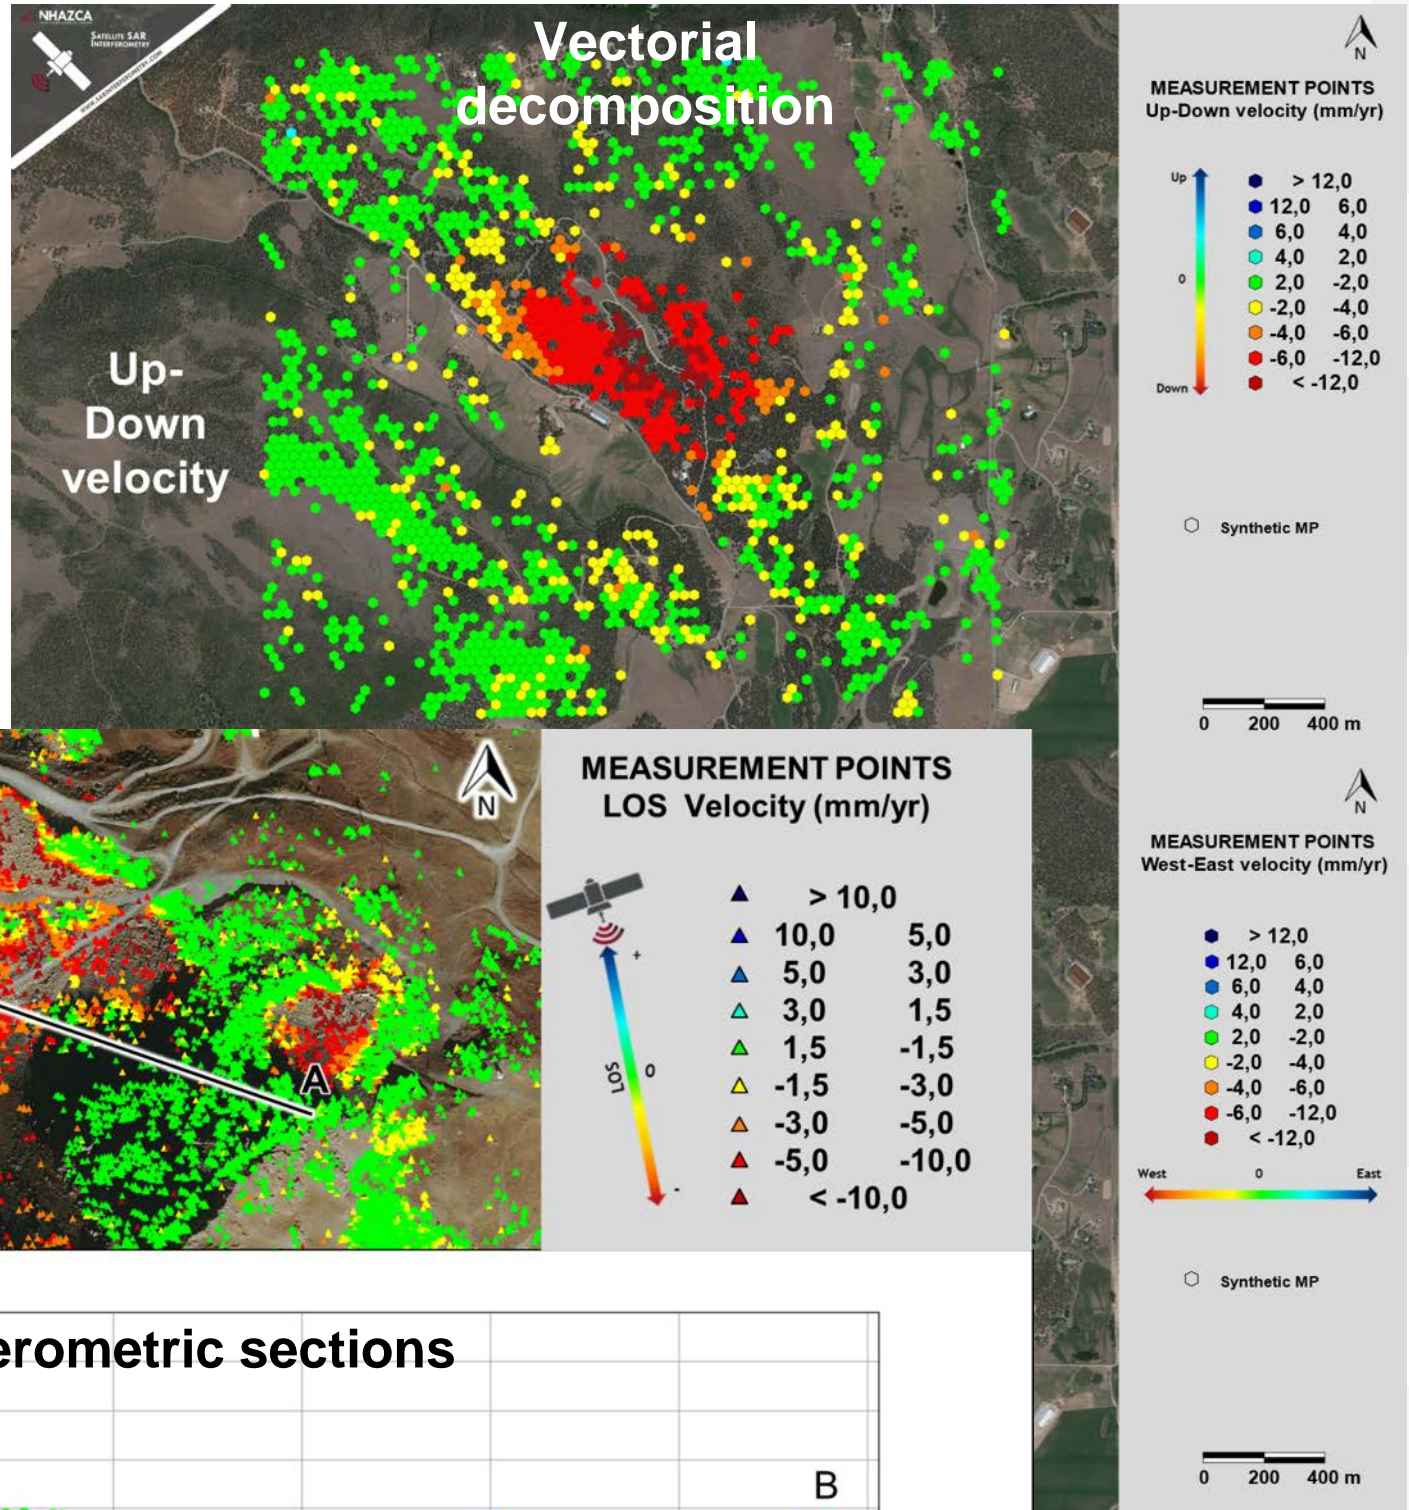 NHAZCA
SATELLITE SAR
INTERFEROMETRY
WWW.SARINTERFEROMETRY.COM
Vectorial
decomposition
Up-
Down
velocity
N
MEASUREMENT POINTS
Up-Down velocity (mm/yr)
Up
0
Down
> 12,0
12,0 6,0
6,0 4,0
4,0 2,0
2,0 -2,0
-2,0 -4,0
-4,0 -6,0
-6,0 -12,0
< -12,0
Synthetic MP
0 200 400 m
N
A
MEASUREMENT POINTS
LOS Velocity (mm/yr)
+
0
LOS
-
> 10,0
10,0 5,0
5,0 3,0
3,0 1,5
1,5 -1,5
-1,5 -3,0
-3,0 -5,0
-5,0 -10,0
< -10,0
N
MEASUREMENT POINTS
West-East velocity (mm/yr)
> 12,0
12,0 6,0
6,0 4,0
4,0 2,0
2,0 -2,0
-2,0 -4,0
-4,0 -6,0
-6,0 -12,0
< -12,0
West 0 East
Synthetic MP
0 200 400 m
erometric sections
B